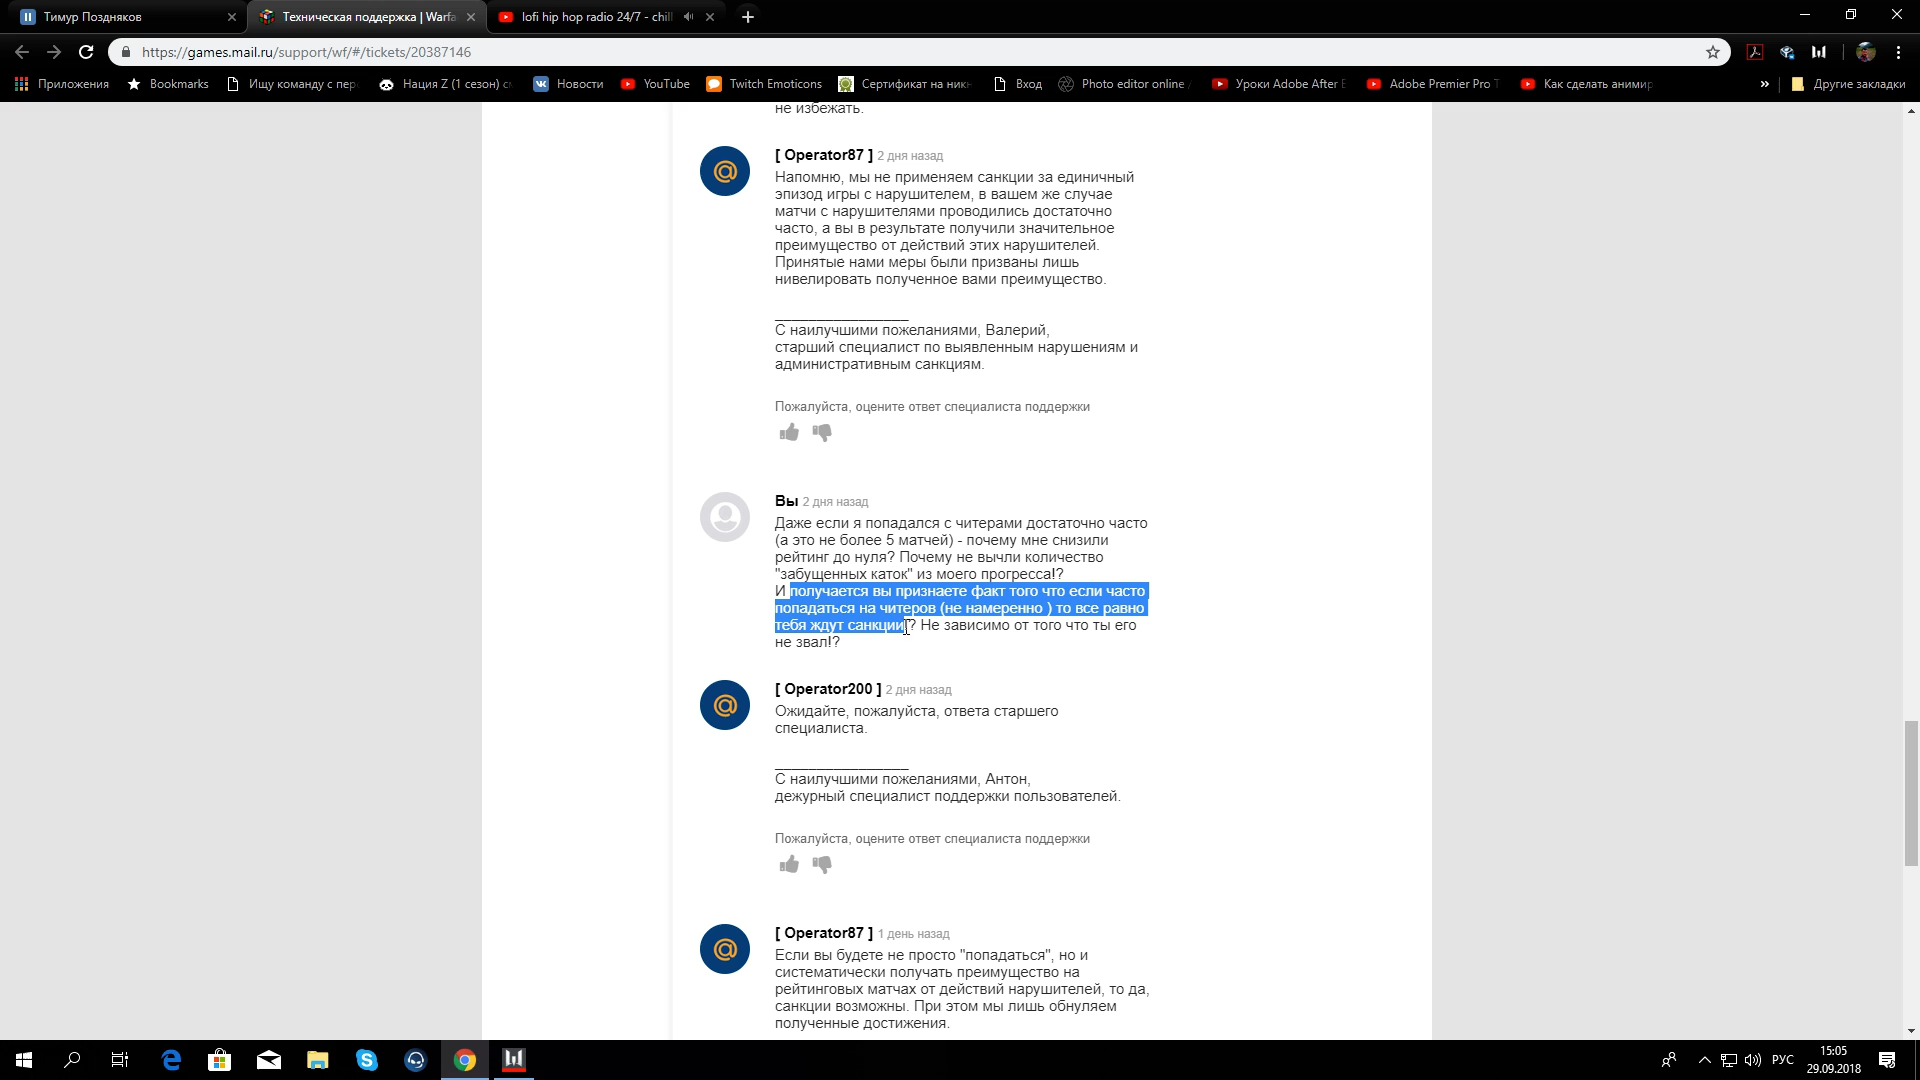 Тимур Поздняков
Техническая поддержка | Warfa
lofi hip hop radio 24/7 - chil
https://games.mail.ru/support/wf/#/tickets/20387146
Приложения
Bookmarks
Ищу команду с пер
Нация Z (1 сезон) с
Новости
YouTube
Twitch Emoticons
Сертификат на ник
Вход
Photo editor online
Уроки Adobe After E
Adobe Premier Pro
Как сделать аними
»
Другие закладки
не избежать.
[ Operator87 ] 2 дня назад
Напомню, мы не применяем санкции за единичный
эпизод игры с нарушителем, в вашем же случае
матчи с нарушителями проводились достаточно
часто, а вы в результате получили значительное
преимущество от действий этих нарушителей.
Принятые нами меры были призваны лишь
нивелировать полученное вами преимущество.
________________
С наилучшими пожеланиями, Валерий,
старший специалист по выявленным нарушениям и
административным санкциям.
Пожалуйста, оцените ответ специалиста поддержки
Вы 2 дня назад
Даже если я попадался с читерами достаточно часто
(а это не более 5 матчей) - почему мне снизили
рейтинг до нуля? Почему не вычли количество
"забущенных каток" из моего прогресса!?
И получается вы признаете факт того что если часто
попадаться на читеров (не намеренно ) то все равно
тебя ждут санкции!? Не зависимо от того что ты его
не звал!?
[ Operator200 ] 2 дня назад
Ожидайте, пожалуйста, ответа старшего
специалиста.
________________
С наилучшими пожеланиями, Антон,
дежурный специалист поддержки пользователей.
Пожалуйста, оцените ответ специалиста поддержки
[ Operator87 ] 1 день назад
Если вы будете не просто "попадаться", но и
систематически получать преимущество на
рейтинговых матчах от действий нарушителей, то да,
санкции возможны. При этом мы лишь обнуляем
полученные достижения.
РУС
15:05
29.09.2018